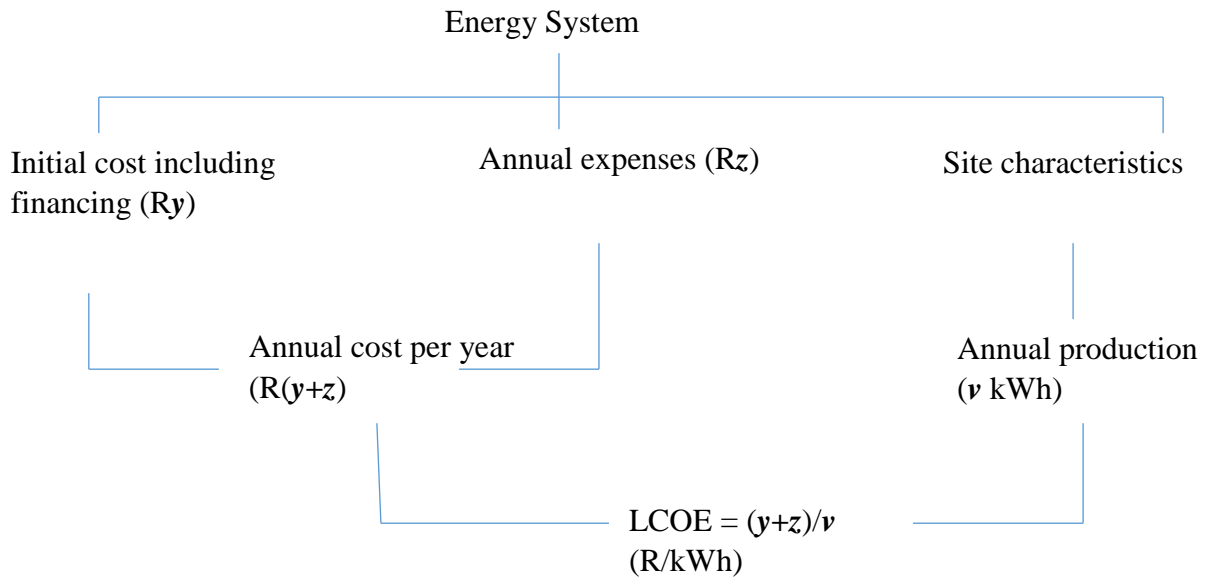 Energy System
Initial cost including
financing (Ry)
Annual expenses (Rz)
Site characteristics
Annual cost per year
(R(y+z)
Annual production
(v kWh)
LCOE = (y+z)/v
(R/kWh)